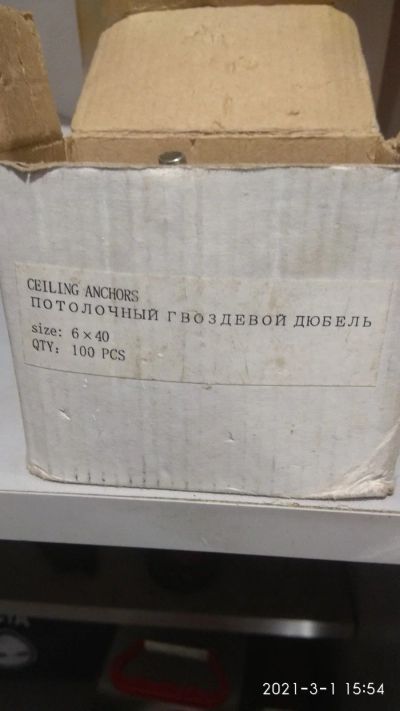 CEILING ANCHORS
ПОТОЛОЧНЫЙ ГВОЗДЕВОЙ ДЮБЕЛЬ
size: 6×40
QTY: 100 PCS
2021-3-1 15:54